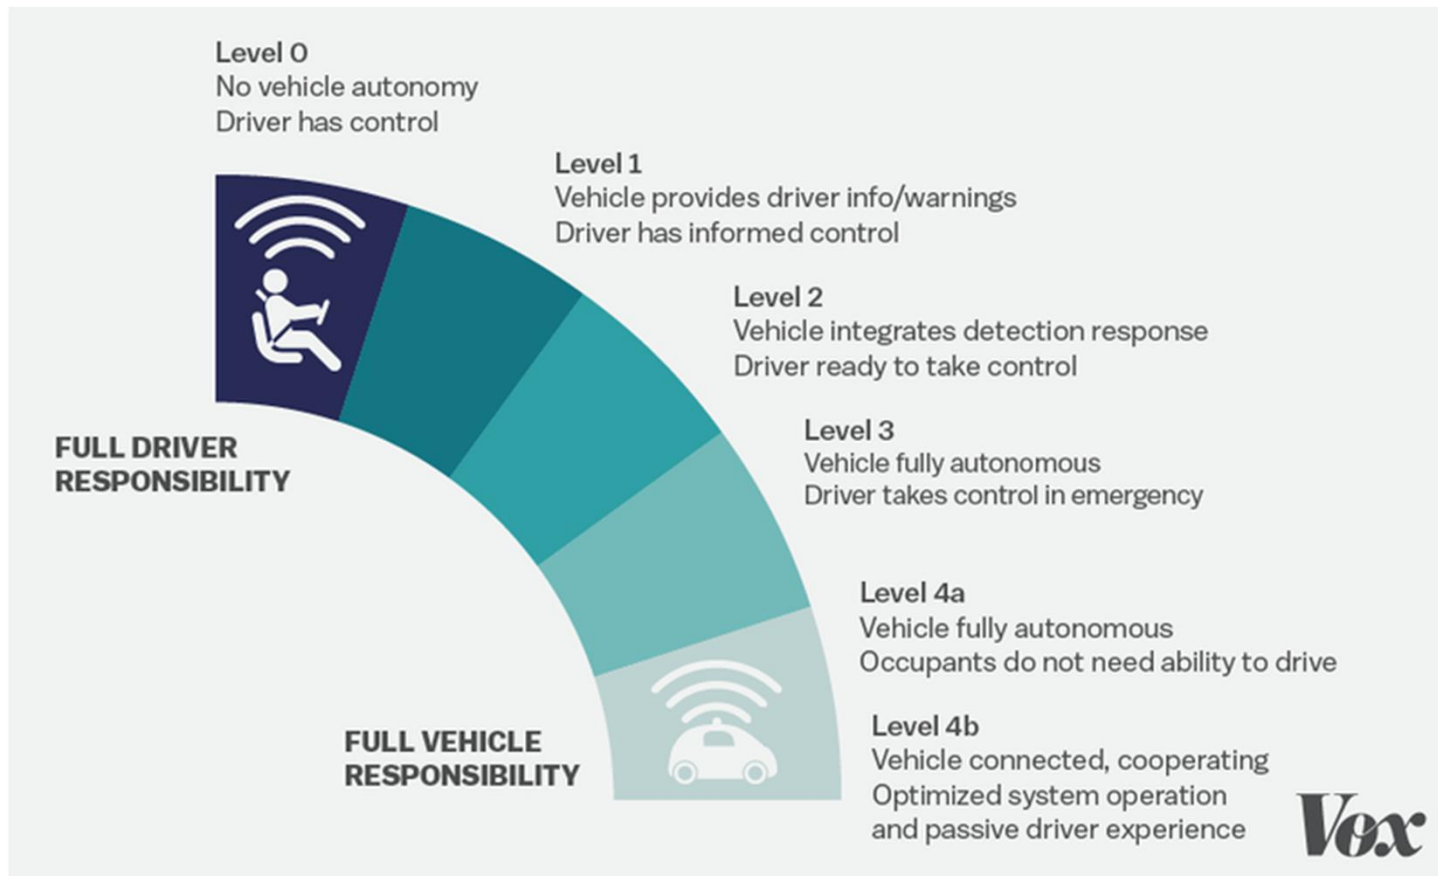 Level 0
No vehicle autonomy
Driver has control
Level 1
Vehicle provides driver info/warnings
Driver has informed control
Level 2
Vehicle integrates detection response
Driver ready to take control
Level 3
Vehicle fully autonomous
Driver takes control in emergency
FULL DRIVER
RESPONSIBILITY
Level 4a
Vehicle fully autonomous
Occupants do not need ability to drive
Level 4b
Vehicle connected, cooperating
Optimized system operation
and passive driver experience
FULL VEHICLE
RESPONSIBILITY
Vox